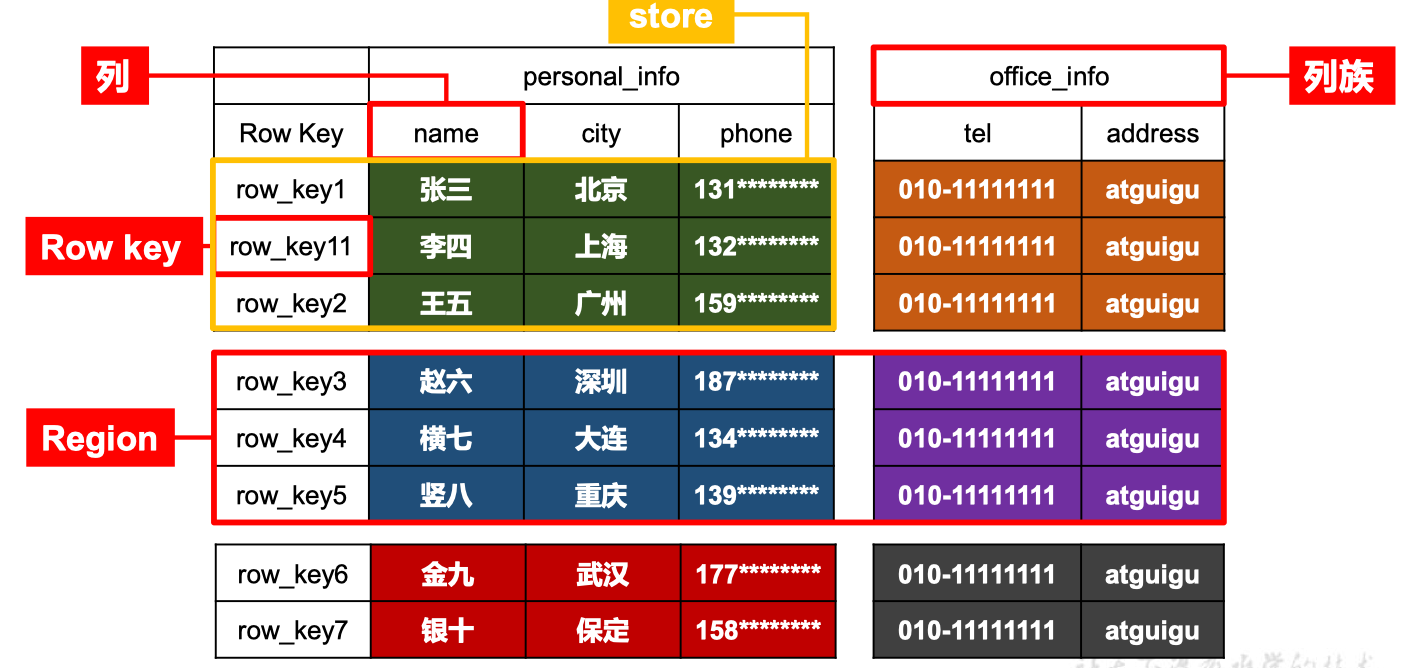 store
列
personal_info
office_info
列族
Row Key name city phone tel address
row_key1 张三 北京 131******** 010-11111111 atguigu
Row key
row_key11 李四 上海 132******** 010-11111111 atguigu
row_key2 王五 广州 159******** 010-11111111 atguigu
row_key3 赵六 深圳 187******** 010-11111111 atguigu
Region
row_key4 横七 大连 134******** 010-11111111 atguigu
row_key5 竖八 重庆 139******** 010-11111111 atguigu
row_key6 金九 武汉 177******** 010-11111111 atguigu
row_key7 银十 保定 158******** 010-11111111 atguigu